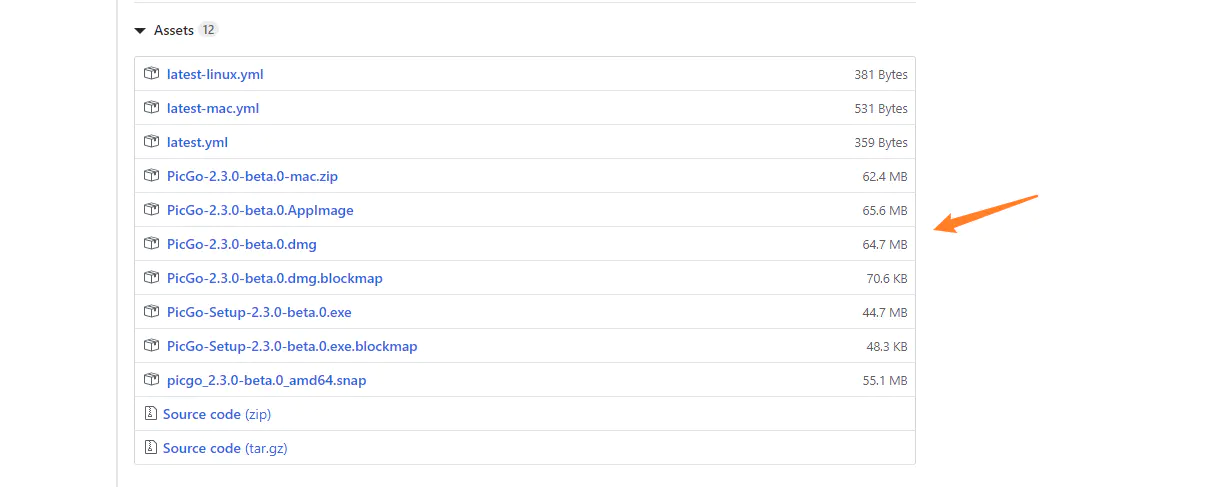 Assets 12
latest-linux.yml 381 Bytes
latest-mac.yml 531 Bytes
latest.yml 359 Bytes
PicGo-2.3.0-beta.0-mac.zip 62.4 MB
PicGo-2.3.0-beta.0.AppImage 65.6 MB
PicGo-2.3.0-beta.0.dmg 64.7 MB
PicGo-2.3.0-beta.0.dmg.blockmap 70.6 KB
PicGo-Setup-2.3.0-beta.0.exe 44.7 MB
PicGo-Setup-2.3.0-beta.0.exe.blockmap 48.3 KB
picgo_2.3.0-beta.0_amd64.snap 55.1 MB
Source code (zip)
Source code (tar.gz)